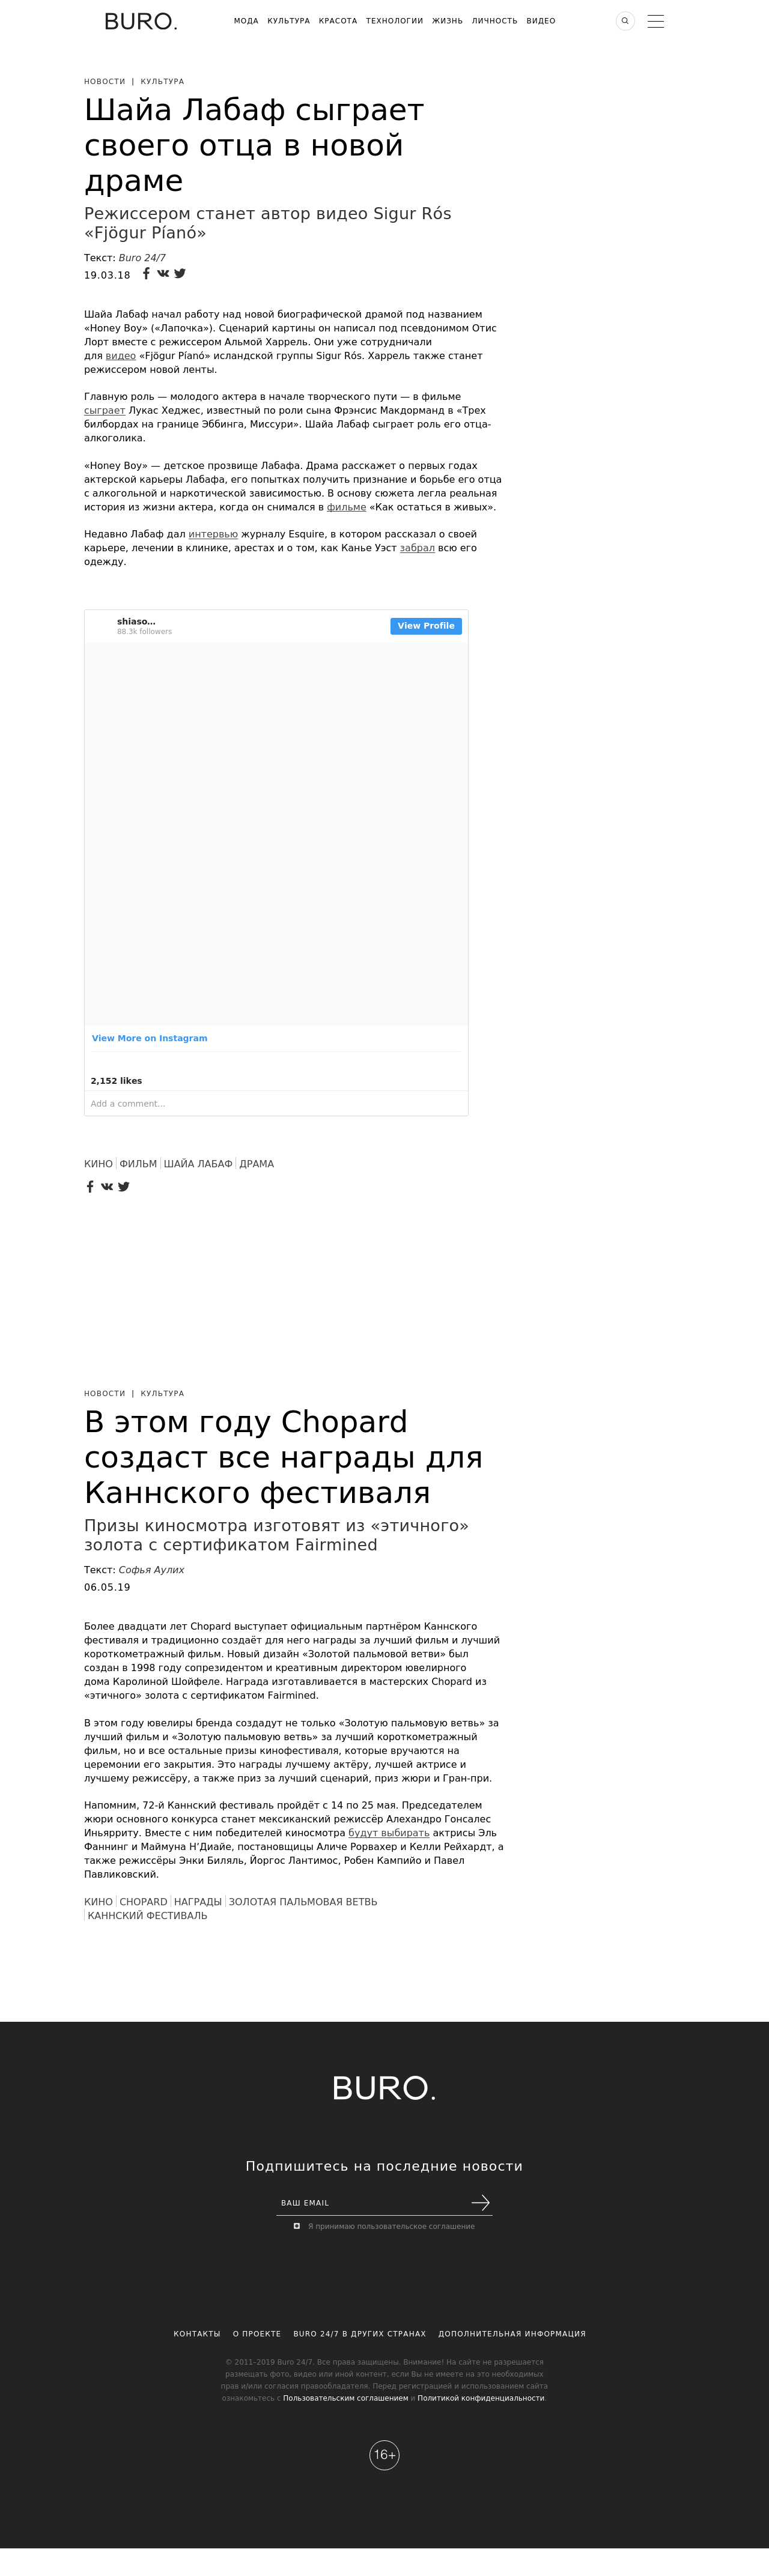 BURO.
МОДА КУЛЬТУРА КРАСОТА ТЕХНОЛОГИИ ЖИЗНЬ ЛИЧНОСТЬ ВИДЕО
НОВОСТИ | КУЛЬТУРА
Шайа Лабаф сыграет
своего отца в новой
драме
Режиссером станет автор видео Sigur Rós
«Fjögur Píanó»
Текст: Buro 24/7
19.03.18
Шайа Лабаф начал работу над новой биографической драмой под названием
«Honey Boy» («Лапочка»). Сценарий картины он написал под псевдонимом Отис
Лорт вместе с режиссером Альмой Харрель. Они уже сотрудничали
для видео «Fjögur Píanó» исландской группы Sigur Rós. Харрель также станет
режиссером новой ленты.
Главную роль — молодого актера в начале творческого пути — в фильме
сыграет Лукас Хеджес, известный по роли сына Фрэнсис Макдорманд в «Трех
билбордах на границе Эббинга, Миссури». Шайа Лабаф сыграет роль его отца-
алкоголика.
«Honey Boy» — детское прозвище Лабафа. Драма расскажет о первых годах
актерской карьеры Лабафа, его попытках получить признание и борьбе его отца
с алкогольной и наркотической зависимостью. В основу сюжета легла реальная
история из жизни актера, когда он снимался в фильме «Как остаться в живых».
Недавно Лабаф дал интервью журналу Esquire, в котором рассказал о своей
карьере, лечении в клинике, арестах и о том, как Канье Уэст забрал всю его
одежду.
shiaso…
88.3k followers
View Profile
View More on Instagram
2,152 likes
Add a comment...
КИНО ФИЛЬМ ШАЙА ЛАБАФ ДРАМА
НОВОСТИ | КУЛЬТУРА
В этом году Chopard
создаст все награды для
Каннского фестиваля
Призы киносмотра изготовят из «этичного»
золота с сертификатом Fairmined
Текст: Софья Аулих
06.05.19
Более двадцати лет Chopard выступает официальным партнёром Каннского
фестиваля и традиционно создаёт для него награды за лучший фильм и лучший
короткометражный фильм. Новый дизайн «Золотой пальмовой ветви» был
создан в 1998 году сопрезидентом и креативным директором ювелирного
дома Каролиной Шойфеле. Награда изготавливается в мастерских Chopard из
«этичного» золота с сертификатом Fairmined.
В этом году ювелиры бренда создадут не только «Золотую пальмовую ветвь» за
лучший фильм и «Золотую пальмовую ветвь» за лучший короткометражный
фильм, но и все остальные призы кинофестиваля, которые вручаются на
церемонии его закрытия. Это награды лучшему актёру, лучшей актрисе и
лучшему режиссёру, а также приз за лучший сценарий, приз жюри и Гран-при.
Напомним, 72-й Каннский фестиваль пройдёт с 14 по 25 мая. Председателем
жюри основного конкурса станет мексиканский режиссёр Алехандро Гонсалес
Иньярриту. Вместе с ним победителей киносмотра будут выбирать актрисы Эль
Фаннинг и Маймуна Н’Диайе, постановщицы Аличе Рорвахер и Келли Рейхардт, а
также режиссёры Энки Биляль, Йоргос Лантимос, Робен Кампийо и Павел
Павликовский.
КИНО CHOPARD НАГРАДЫ ЗОЛОТАЯ ПАЛЬМОВАЯ ВЕТВЬ
КАННСКИЙ ФЕСТИВАЛЬ
BURO.
Подпишитесь на последние новости
ВАШ EMAIL
Я принимаю пользовательское соглашение
КОНТАКТЫ О ПРОЕКТЕ BURO 24/7 В ДРУГИХ СТРАНАХ ДОПОЛНИТЕЛЬНАЯ ИНФОРМАЦИЯ
© 2011–2019 Buro 24/7. Все права защищены. Внимание! На сайте не разрешается
размещать фото, видео или иной контент, если Вы не имеете на это необходимых
прав и/или согласия правообладателя. Перед регистрацией и использованием сайта
ознакомьтесь с Пользовательским соглашением и Политикой конфиденциальности.
16+